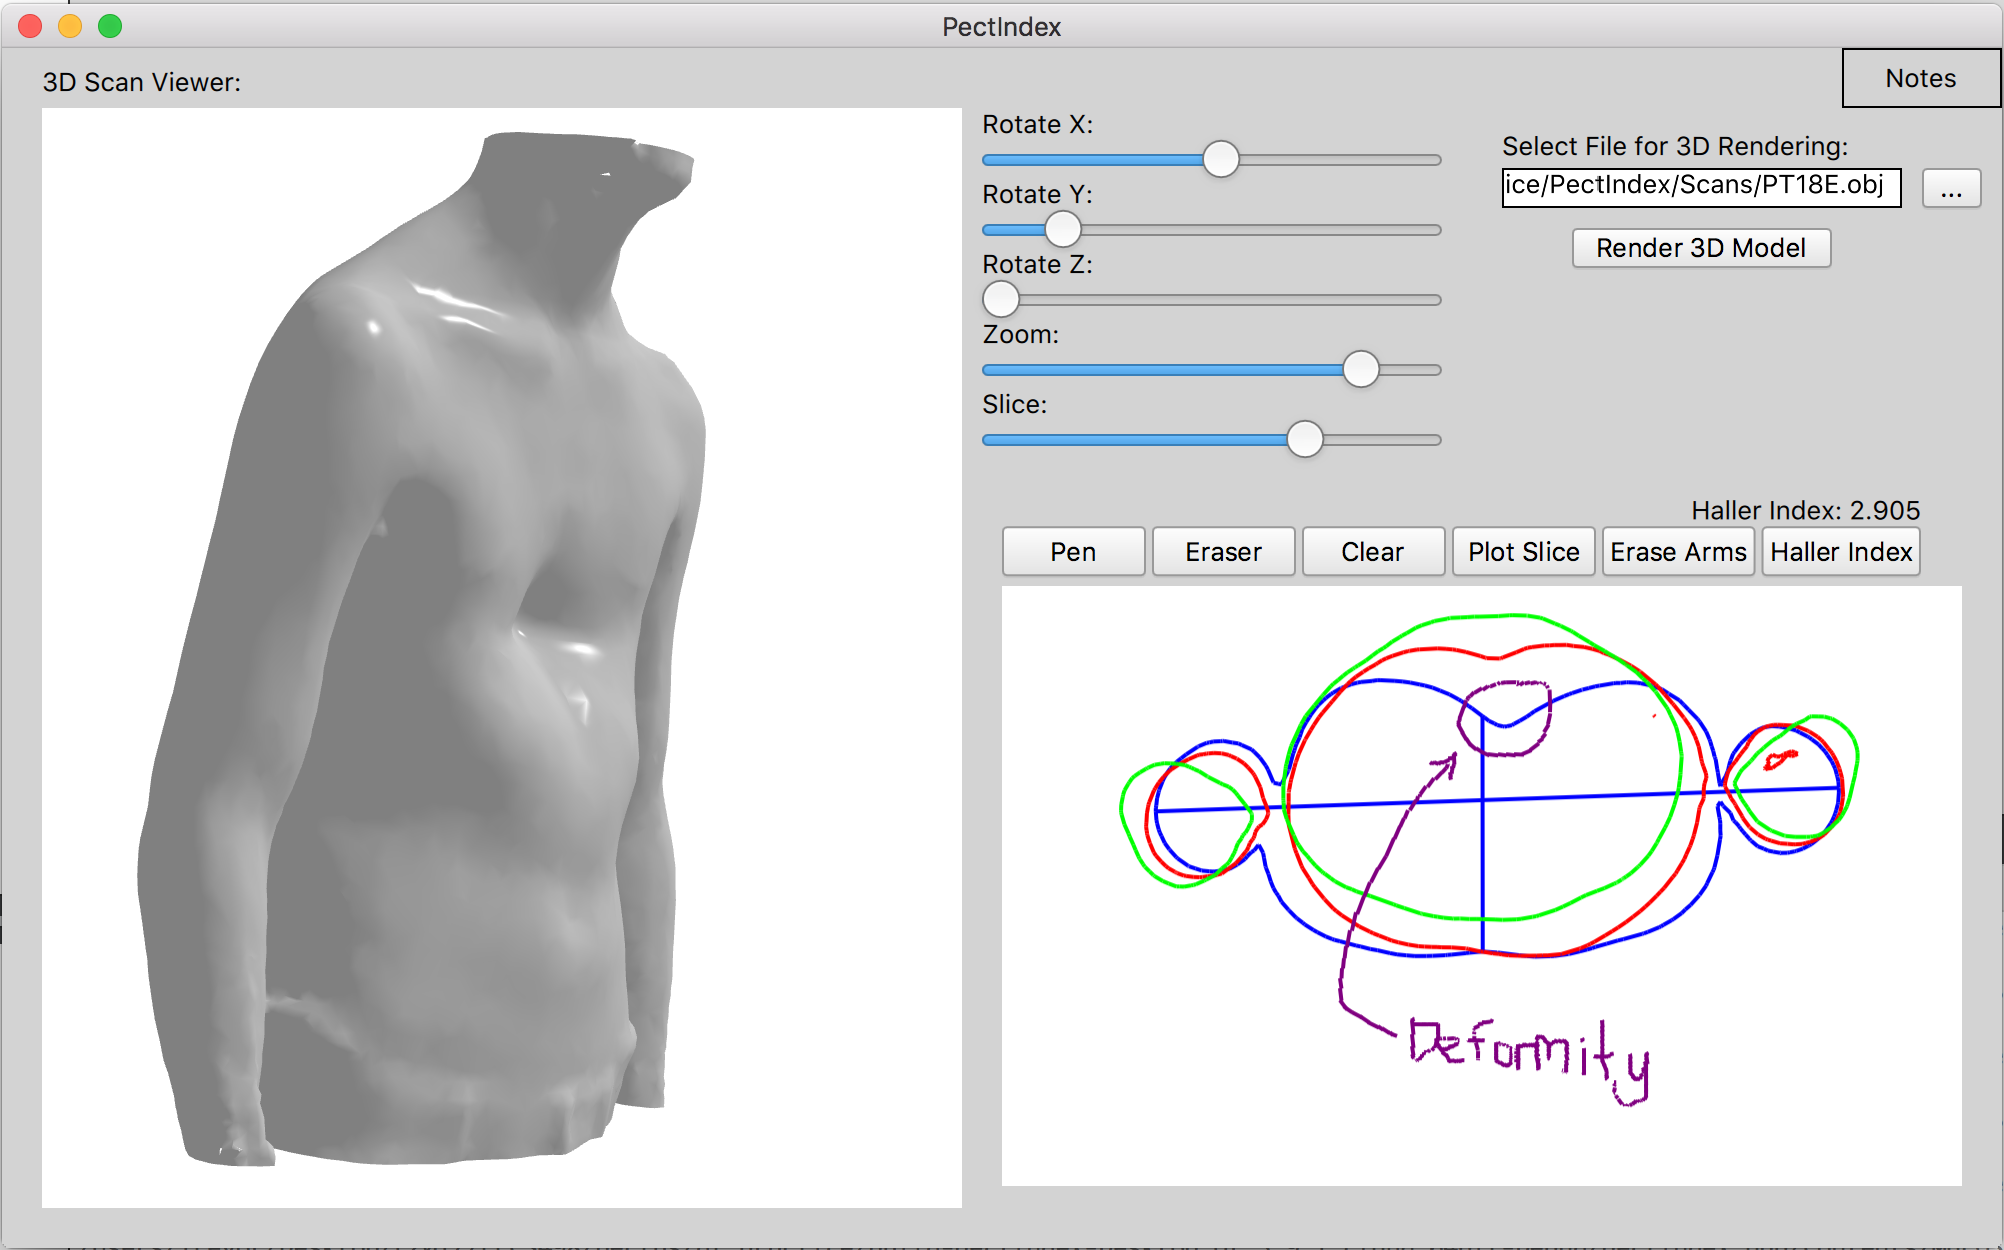 PectIndex
3D Scan Viewer:
Notes
Rotate X:
Rotate Y:
Rotate Z:
Zoom:
Slice:
Select File for 3D Rendering:
ice/PectIndex/Scans/PT18E.obj
...
Render 3D Model
Haller Index: 2.905
Pen
Eraser
Clear
Plot Slice
Erase Arms
Haller Index
Deformity